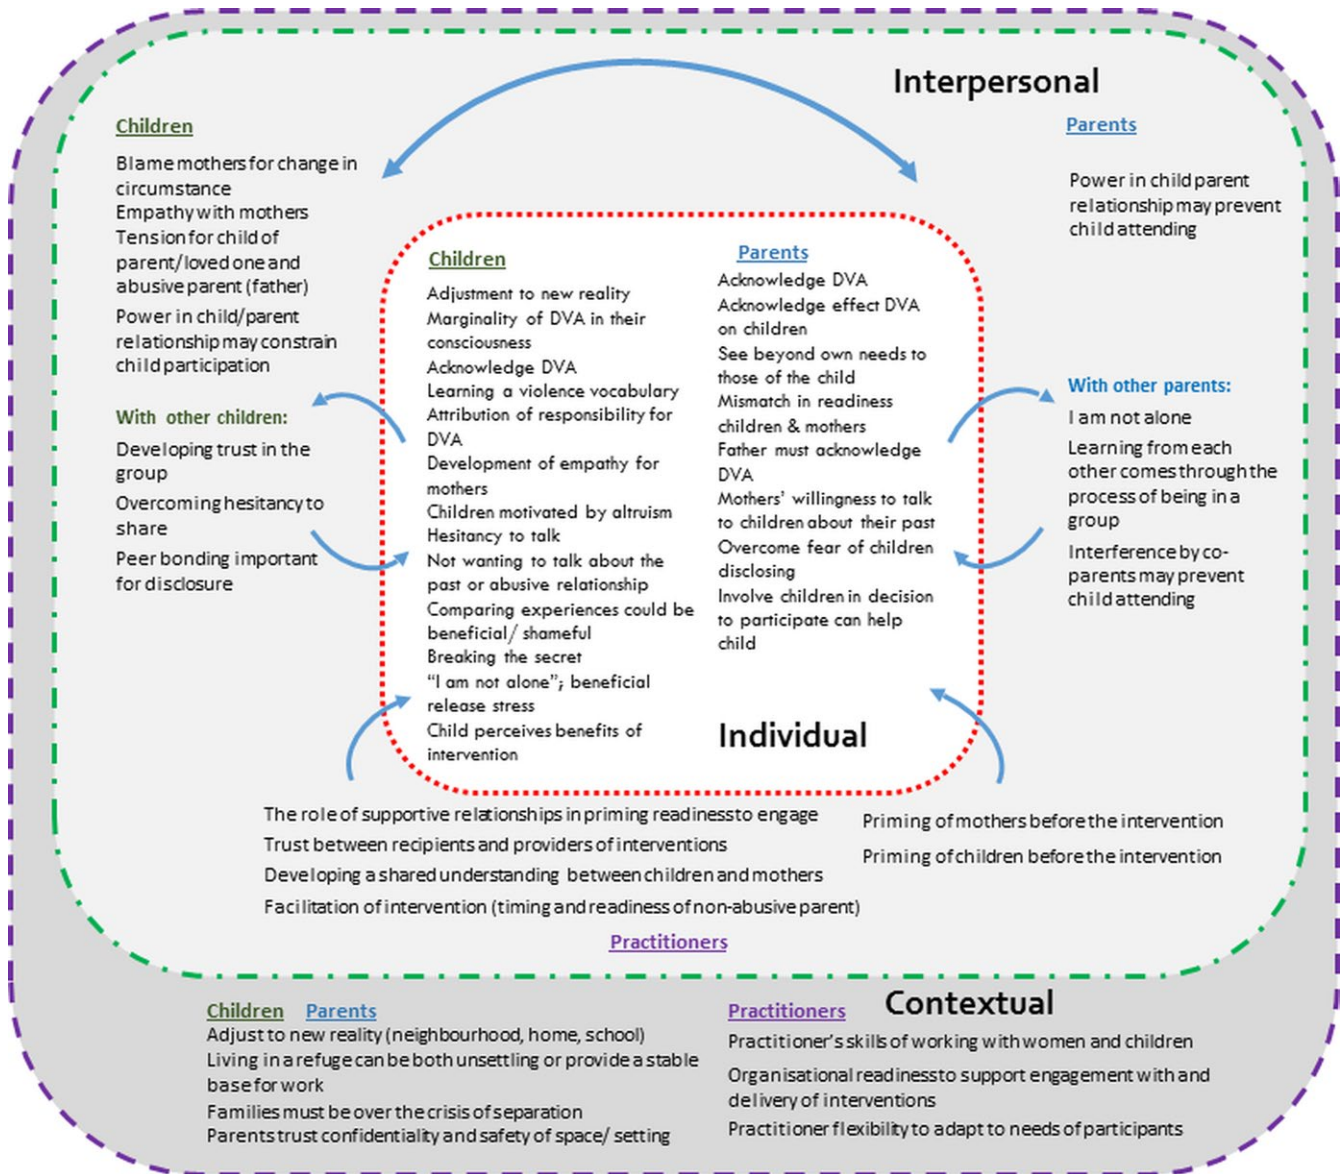 Interpersonal
Children
Blame mothers for change in
circumstance
Empathy with mothers
Tension for child of
parent/loved one and
abusive parent (father)
Power in child/parent
relationship may constrain
child participation
With other children:
Developing trust in the
group
Overcoming hesitancy to
share
Peer bonding important
for disclosure
Children
Adjustment to new reality
Marginality of DVA in their
consciousness
Acknowledge DVA
Learning a violence vocabulary
Attribution of responsibility for
DVA
Development of empathy for
mothers
Children motivated by altruism
Hesitancy to talk
Not wanting to talk about the
past or abusive relationship
Comparing experiences could be
beneficial/ shameful
Breaking the secret
"I am not alone"; beneficial
release stress
Child perceives benefits of
intervention
Parents
Acknowledge DVA
Acknowledge effect DVA
on children
See beyond own needs to
those of the child
Mismatch in readiness
children & mothers
Father must acknowledge
DVA
Mothers' willingness to talk
to children about their past
Overcome fear of children
disclosing
Involve children in decision
to participate can help
child
Individual
Parents
Power in child parent
relationship may prevent
child attending
With other parents:
I am not alone
Learning from each
other comes through the
process of being in a
group
Interference by co-
parents may prevent
child attending
The role of supportive relationships in priming readiness to engage
Trust between recipients and providers of interventions
Developing a shared understanding between children and mothers
Facilitation of intervention (timing and readiness of non-abusive parent)
Priming of mothers before the intervention
Priming of children before the intervention
Practitioners
Contextual
Children Parents
Adjust to new reality (neighbourhood, home, school)
Living in a refuge can be both unsettling or provide a stable
base for work
Families must be over the crisis of separation
Parents trust confidentiality and safety of space/ setting
Practitioners
Practitioner's skills of working with women and children
Organisational readiness to support engagement with and
delivery of interventions
Practitioner flexibility to adapt to needs of participants